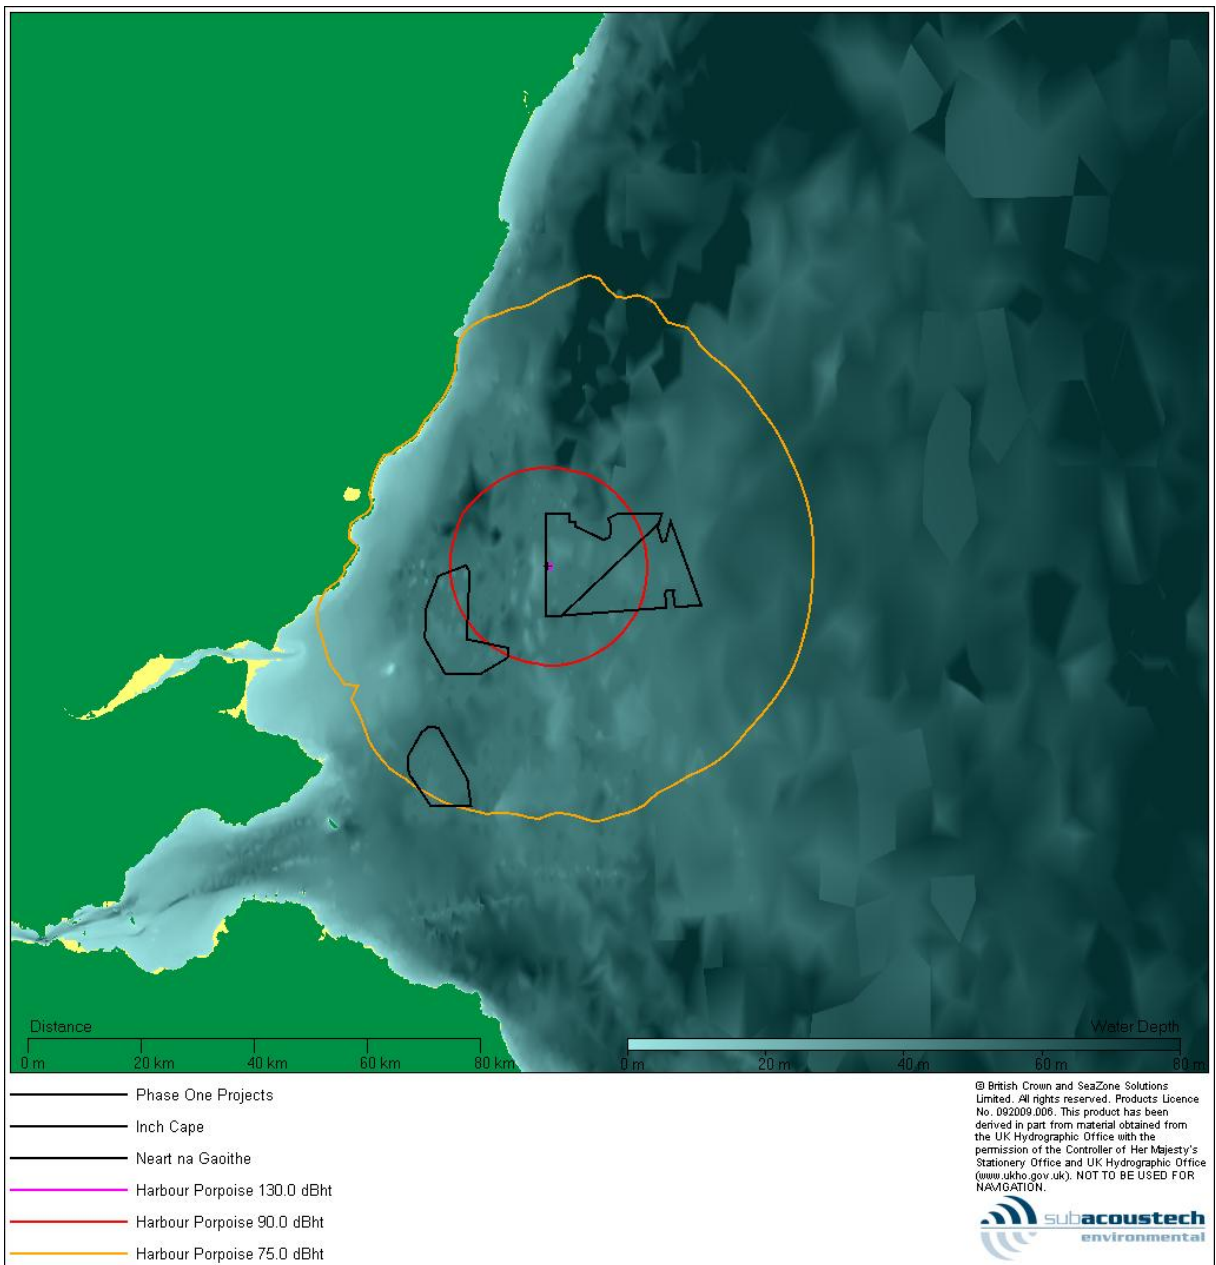 Distance
Water Depth
0 m 20 km 40 km 60 km 80 km
0 m 20 m 40 m 60 m 80 m
Phase One Projects
Inch Cape
Neart na Gaoithe
Harbour Porpoise 130.0 dBht
Harbour Porpoise 90.0 dBht
Harbour Porpoise 75.0 dBht
© British Crown and SeaZone Solutions
Limited. All rights reserved. Products Licence
No. 092009.006. This product has been
derived in part from material obtained from
the UK Hydrographic Office with the
permission of the Controller of Her Majesty's
Stationery Office and UK Hydrographic Office
(www.ukho.gov.uk). NOT TO BE USED FOR
NAVIGATION.
subacoustech
environmental